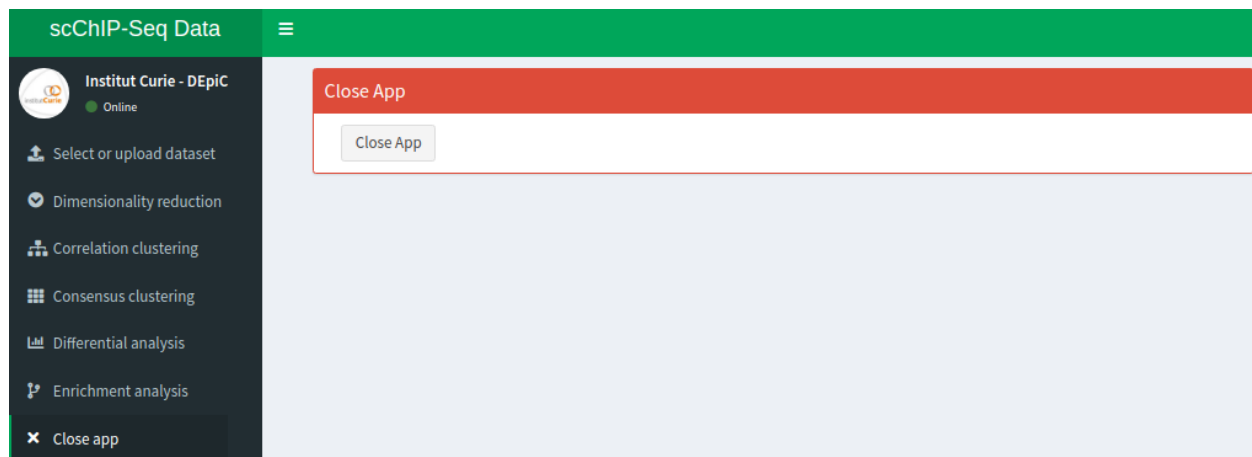 scChIP-Seq Data
Institut Curie - DEpiC
Online
Select or upload dataset
Dimensionality reduction
Correlation clustering
Consensus clustering
Differential analysis
Enrichment analysis
Close app
Close App
Close App